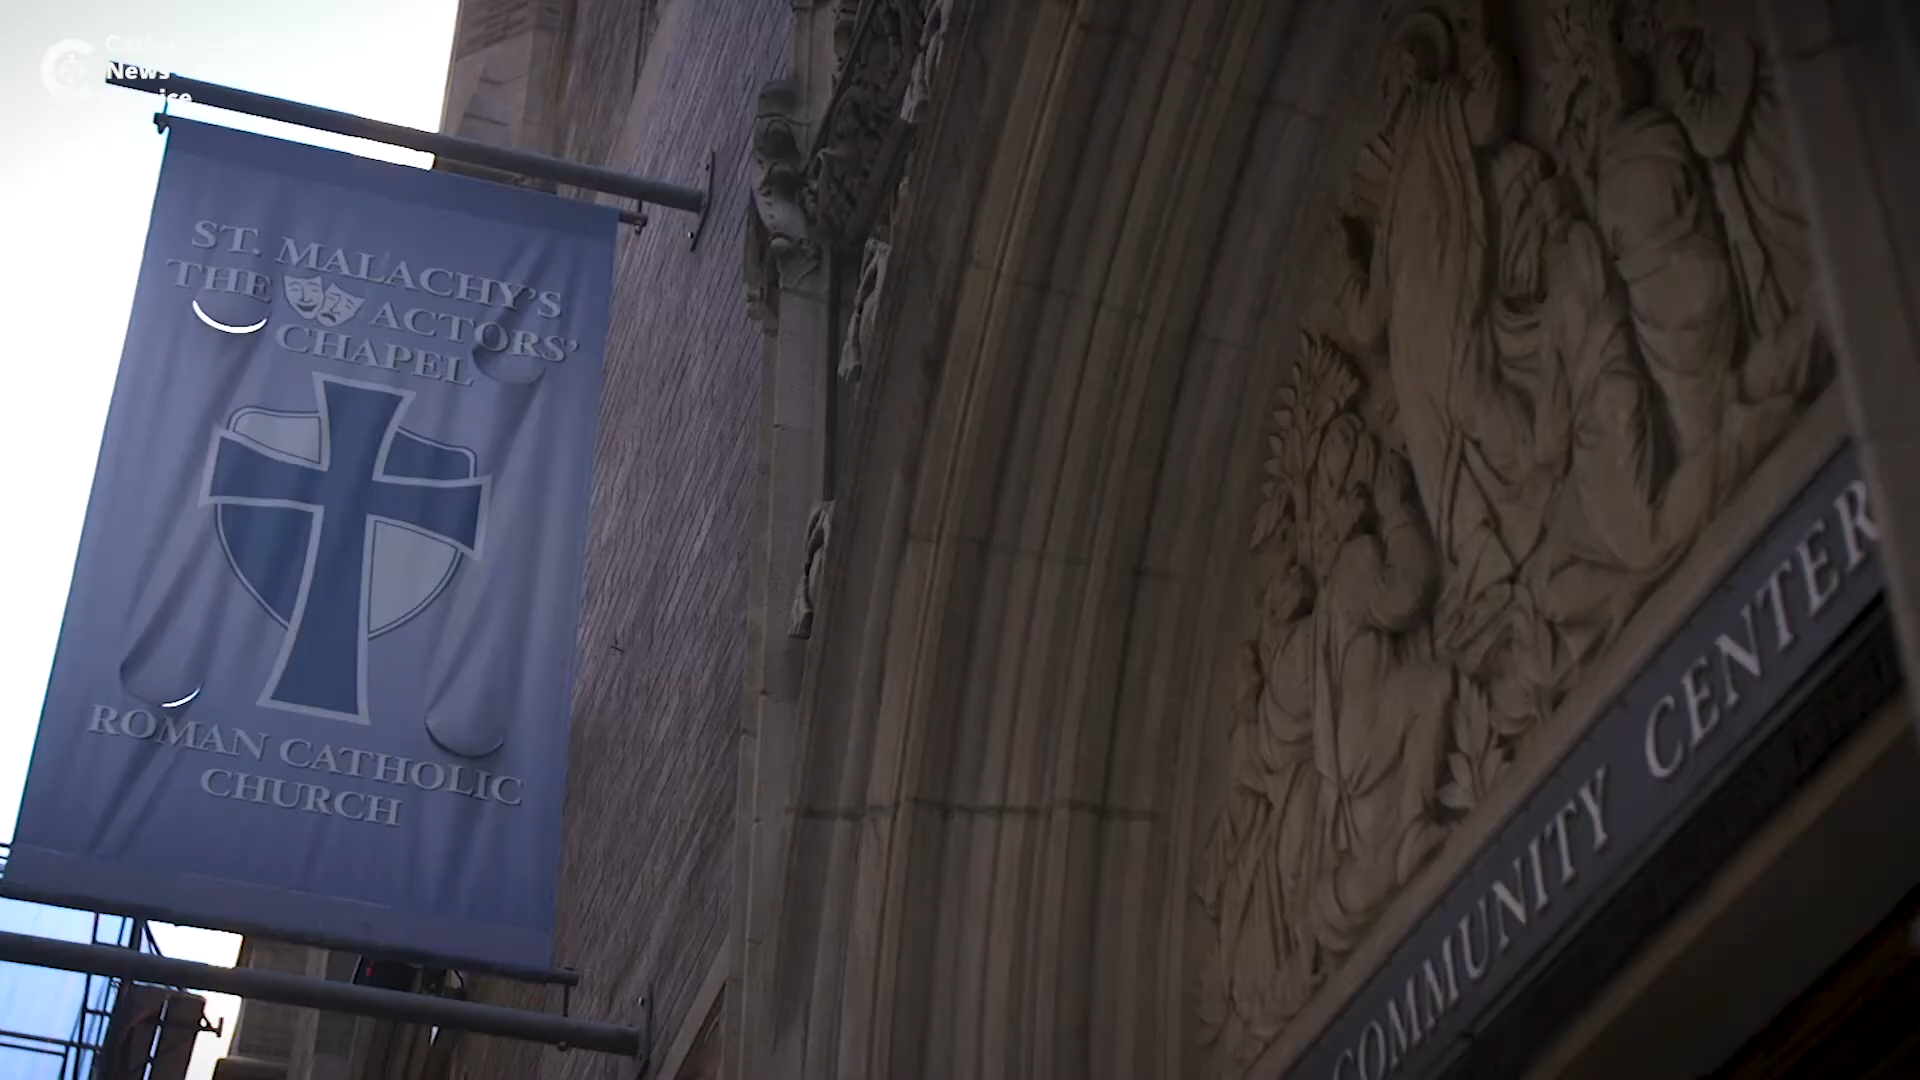 News
ST. MALACHY'S
THE ACTORS'
CHAPEL
ROMAN CATHOLIC
CHURCH
COMMUNITY CENTER